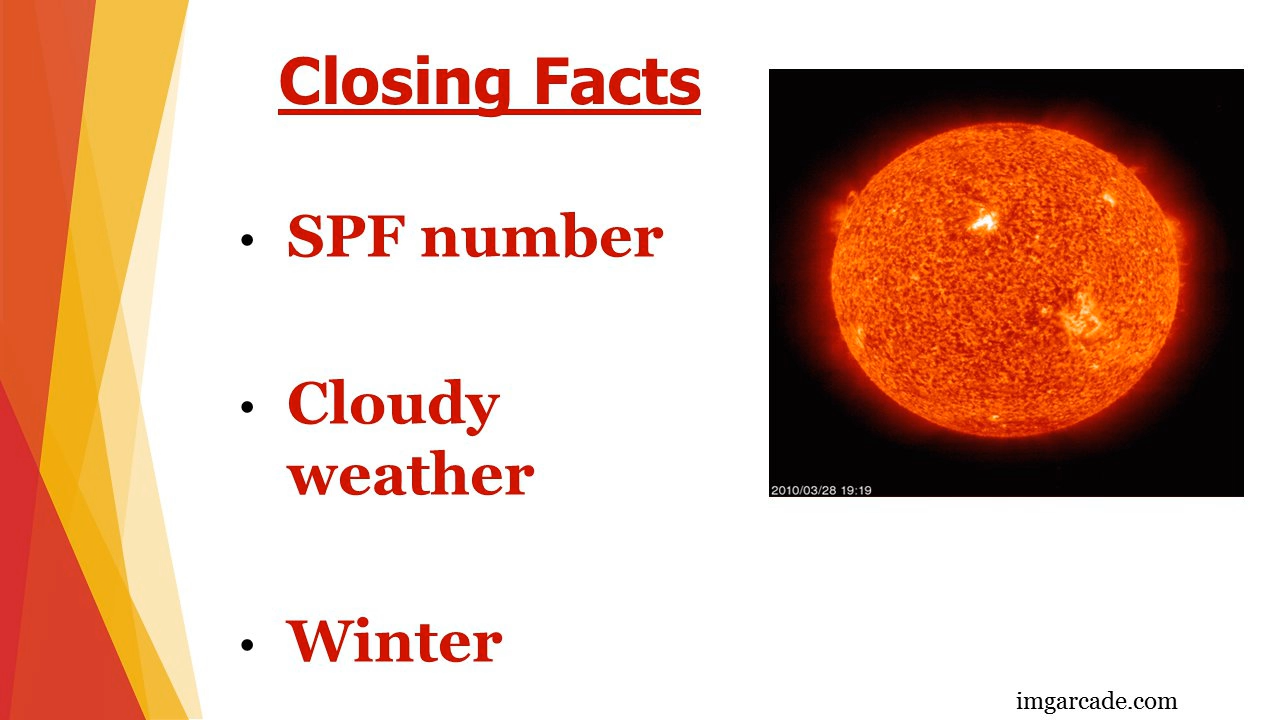 Closing Facts
• SPF number
• Cloudy
weather
• Winter
2010/03/28 19:19
imgarcade.com